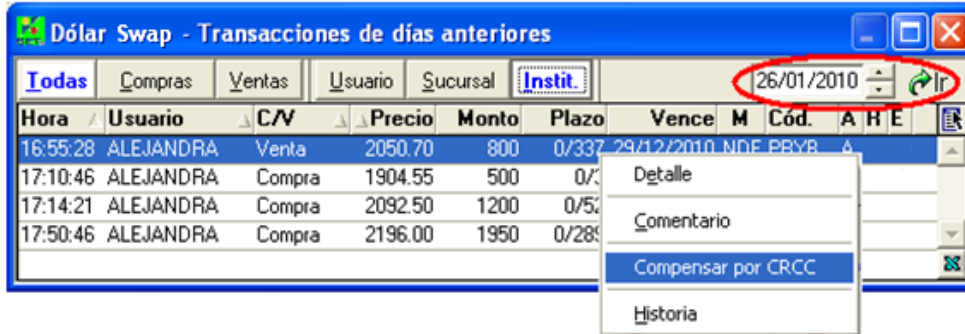 Dólar Swap - Transacciones de días anteriores
Todas Compras Ventas Usuario Sucursal Instit. 26/01/2010 Ir
Hora Usuario C/V Precio Monto Plazo Vence M Cód. A R E
16:55:28 ALEJANDRA Venta 2050.70 800 0/337 29/12/2010 NDF PBYB A
17:10:46 ALEJANDRA Compra 1904.55 500
Detalle
17:14:21 ALEJANDRA Compra 2092.50 1200
Comentario
17:50:46 ALEJANDRA Compra 2196.00 1950 0/289
Compensar por CRCC
Historia